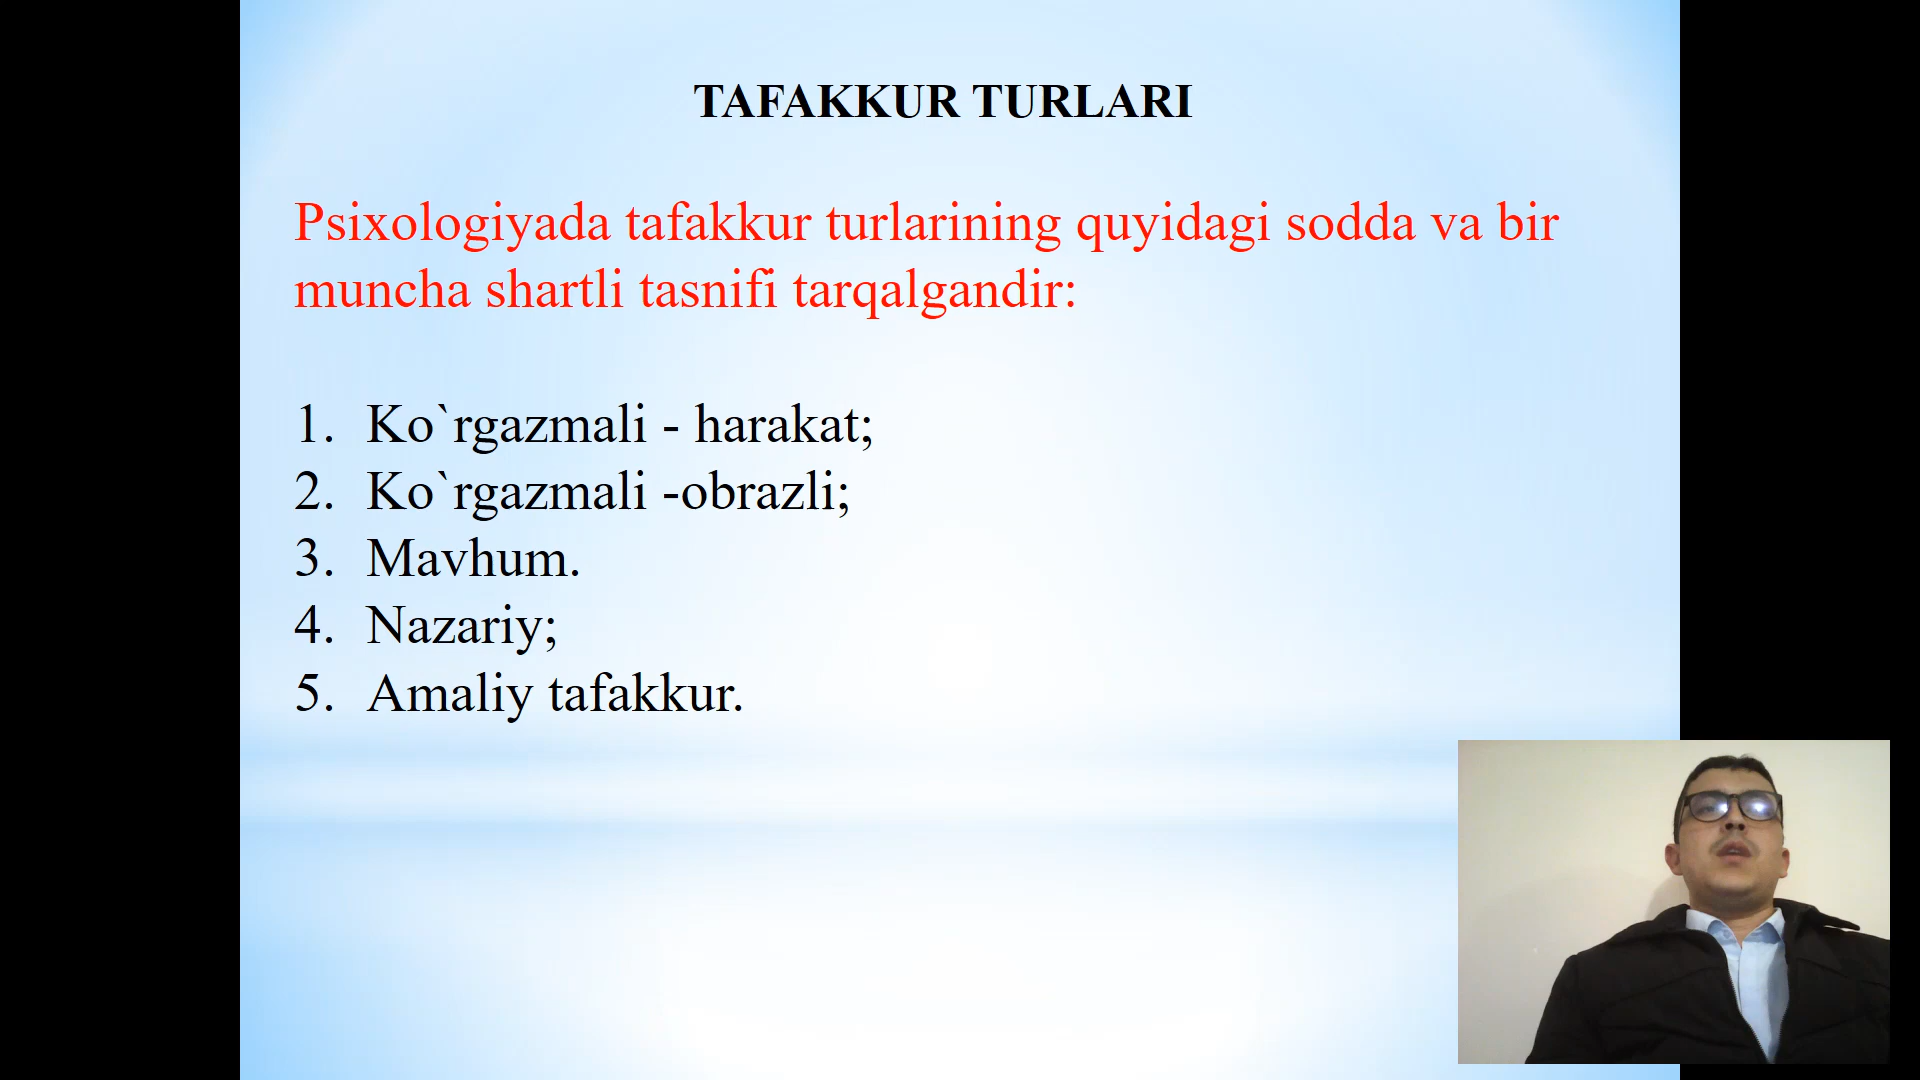 TAFAKKUR TURLARI
Psixologiyada tafakkur turlarining quyidagi sodda va bir
muncha shartli tasnifi tarqalgandir:
1. Ko`rgazmali - harakat;
2. Ko`rgazmali -obrazli;
3. Mavhum.
4. Nazariy;
5. Amaliy tafakkur.